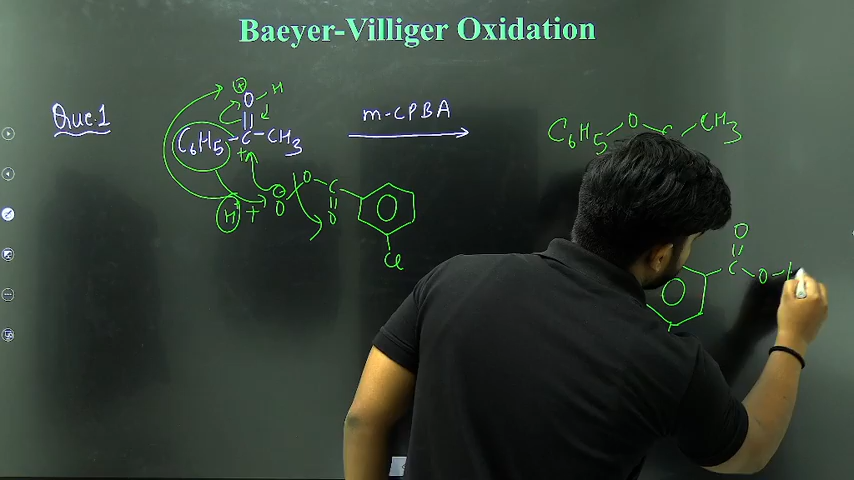 Baeyer-Villiger Oxidation
Que.1
⊕
O H
C6H5-C-CH3
+
m-CPBA
C6H5 O C CH3
H+ + ⊖ O O C
O
Cl
O
C O